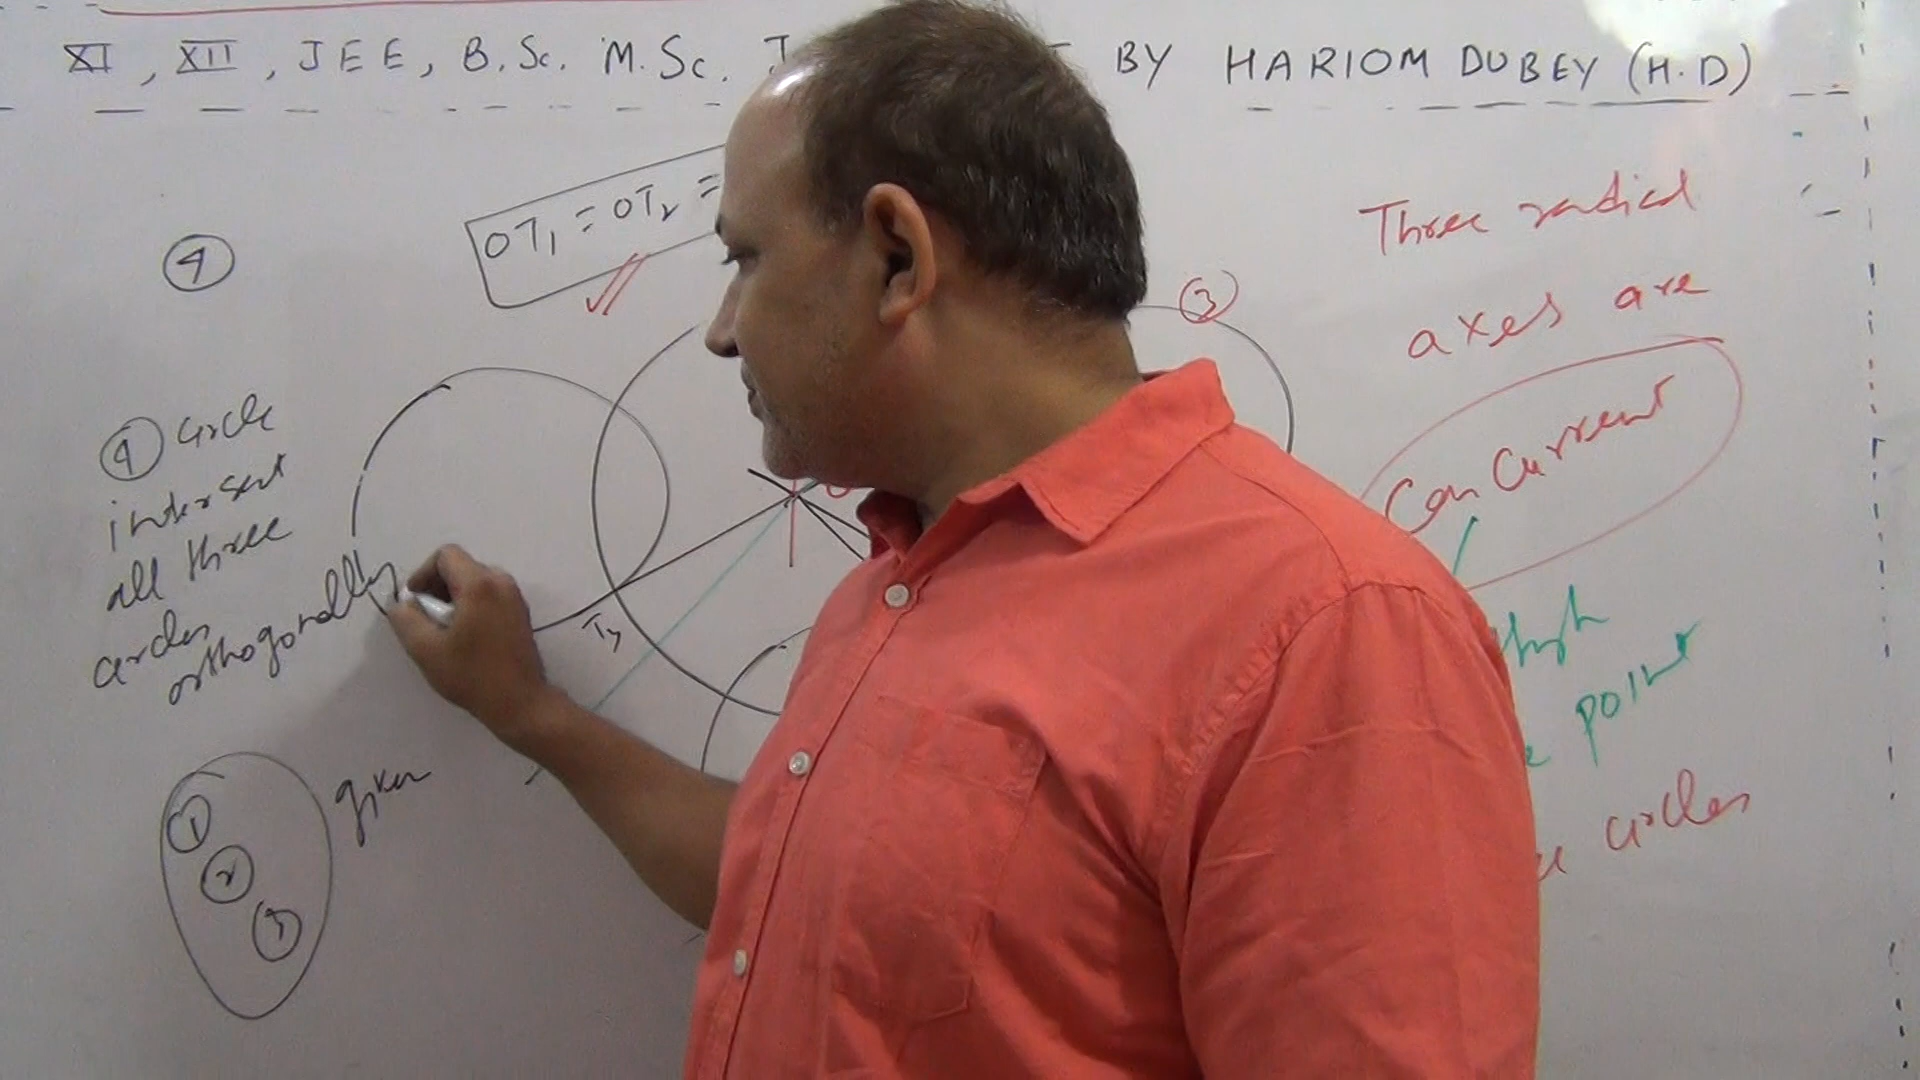 XI, XII, JEE, B.Sc. M.Sc. BY HARIOM DUBEY (H.D)
OT₁ = OT₂ =
4
3
Three radical
axes are
Concurrent
4 circle
intersect
all three
circles
orthogonally
T₃
point
circles
1
2
3
given